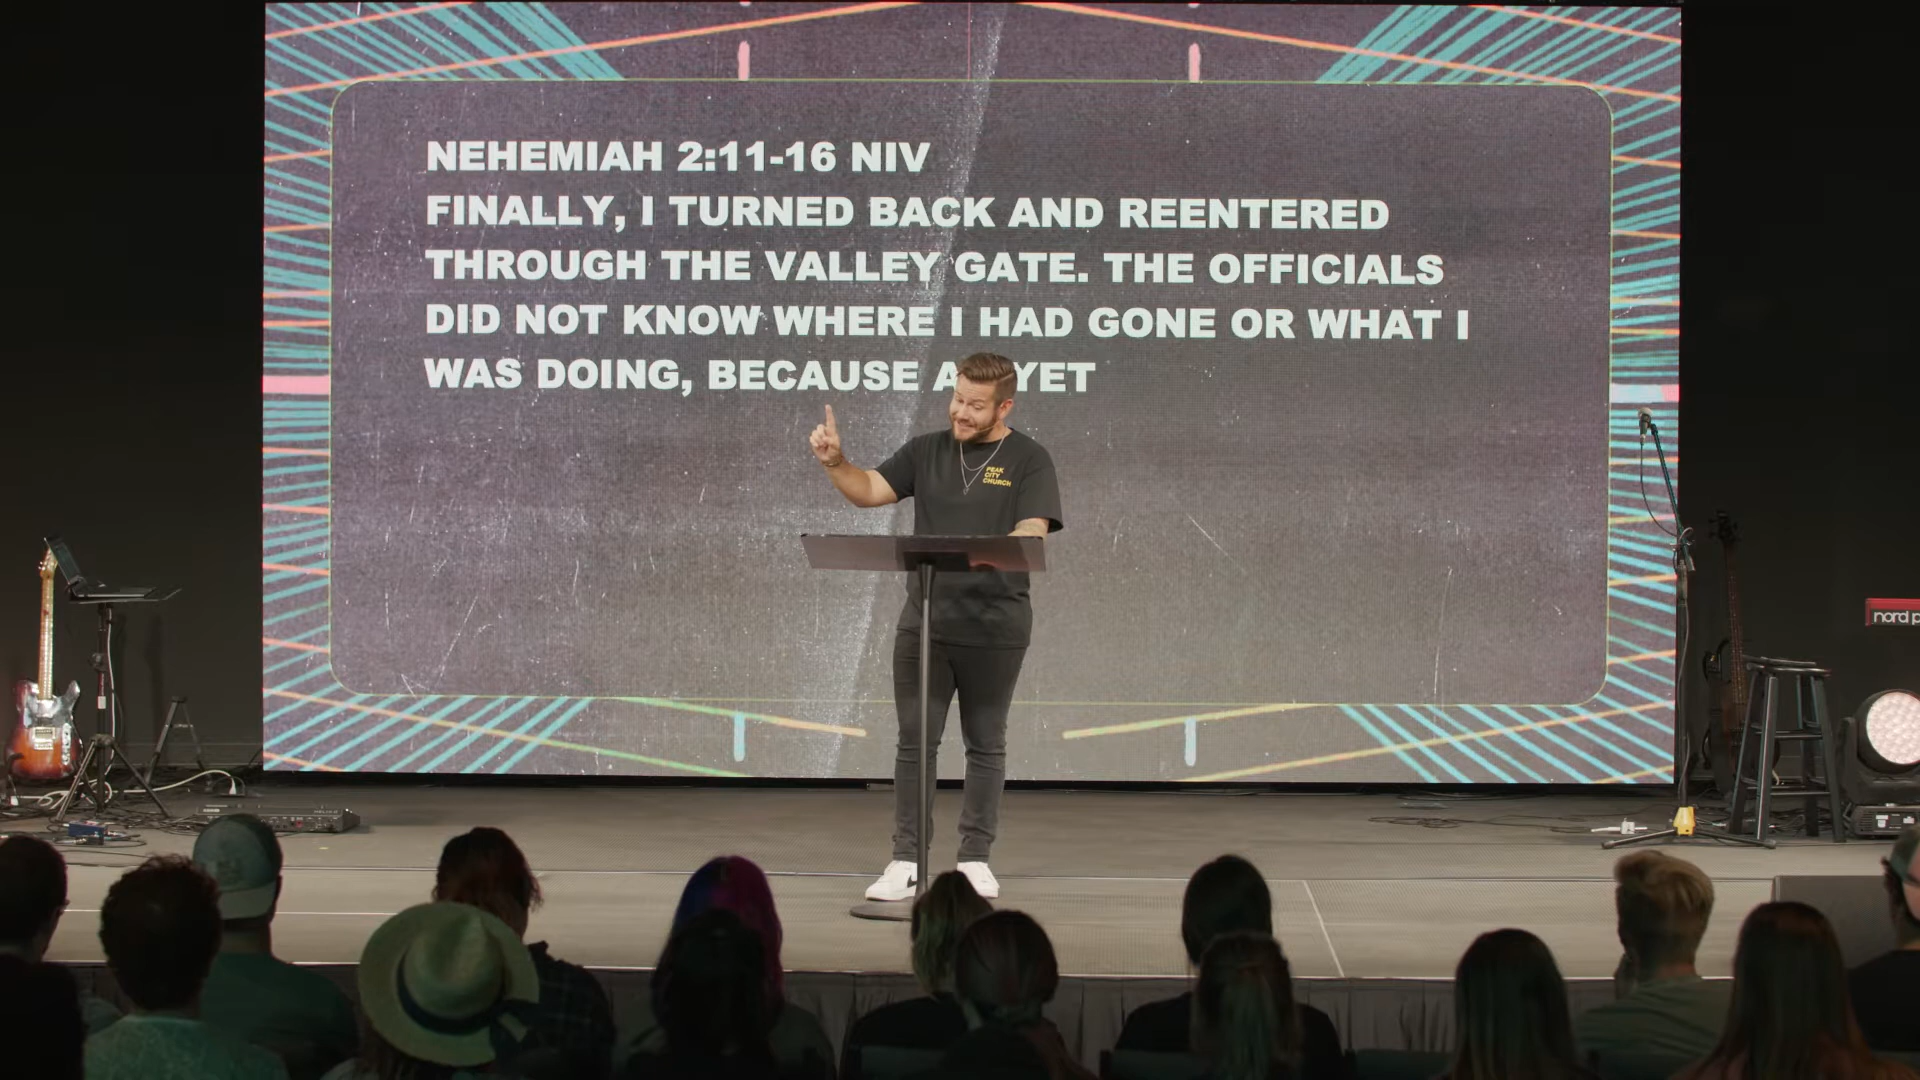 NEHEMIAH 2:11-16 NIV
FINALLY, I TURNED BACK AND REENTERED
THROUGH THE VALLEY GATE. THE OFFICIALS
DID NOT KNOW WHERE I HAD GONE OR WHAT I
WAS DOING, BECAUSE A YET
PEAK
CITY
CHURCH
nord p